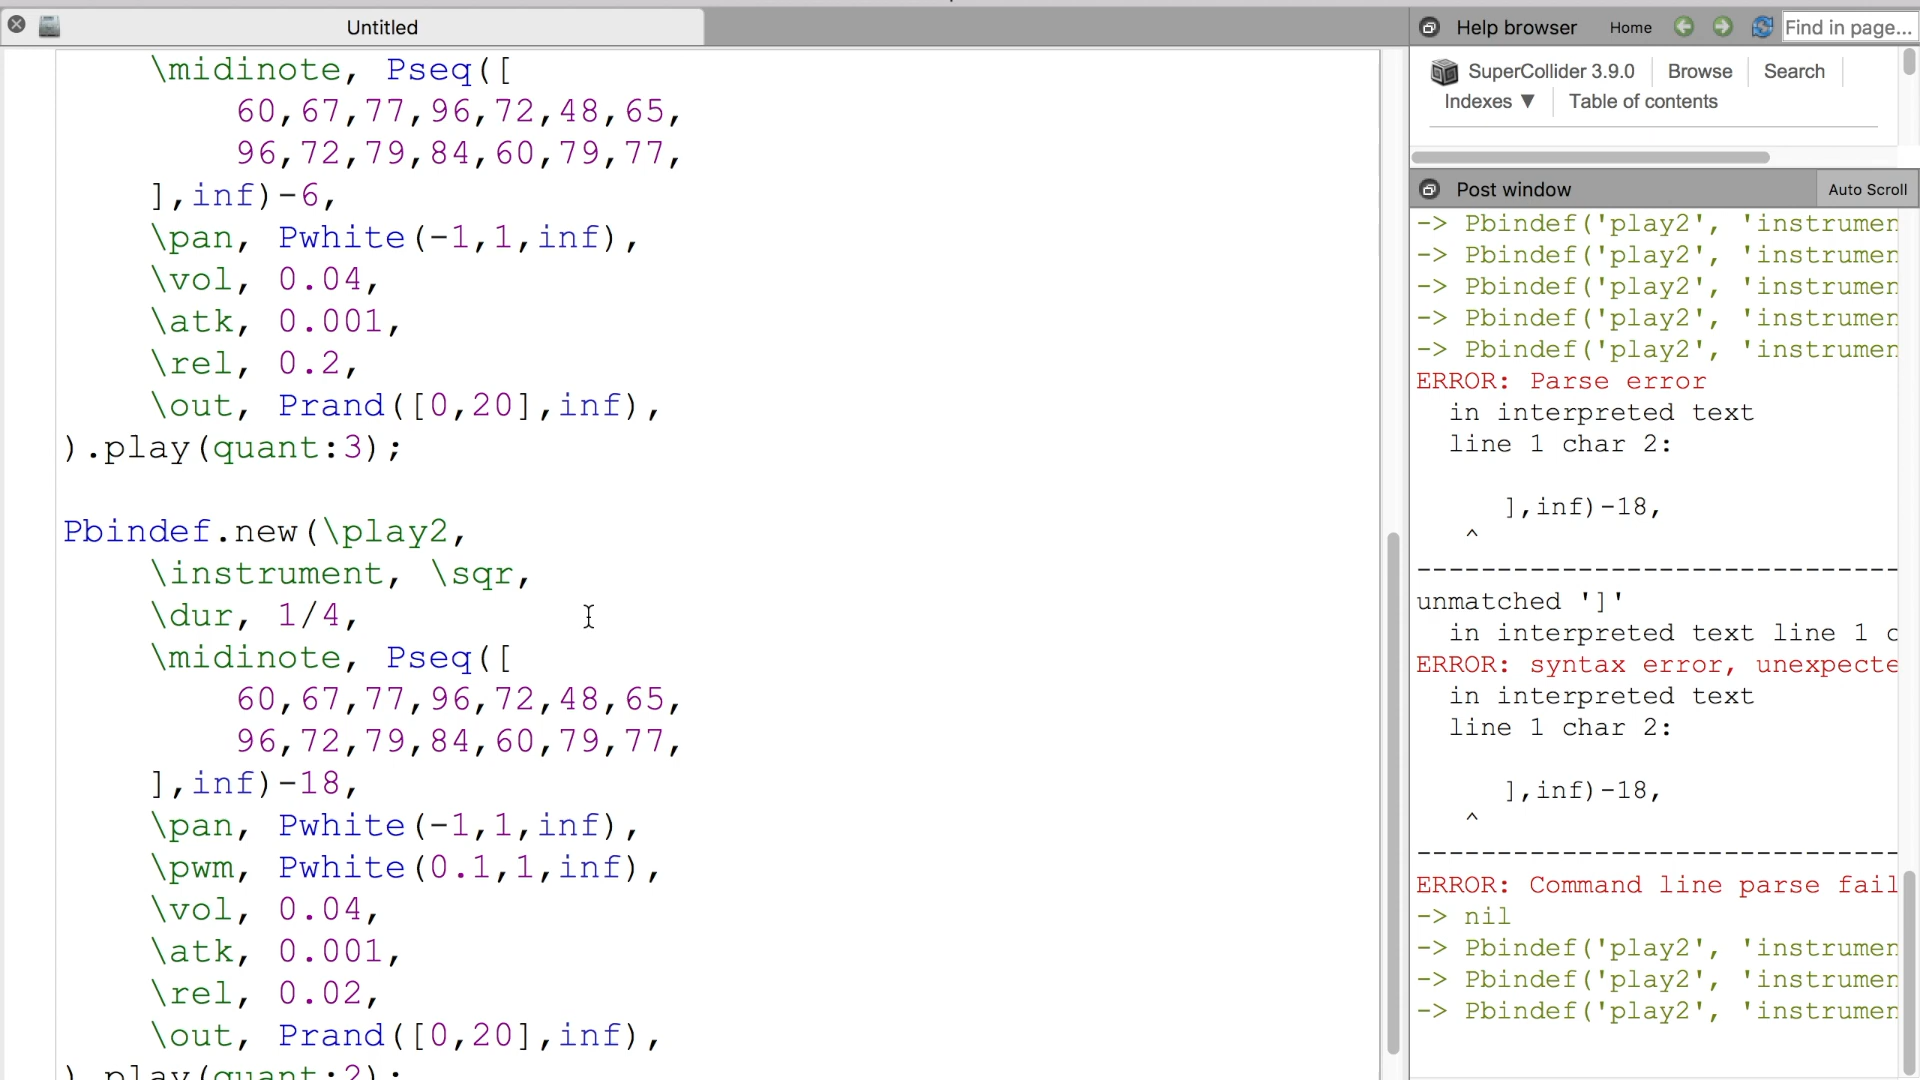 Untitled
\midinote, Pseq([
60,67,77,96,72,48,65,
96,72,79,84,60,79,77,
],inf)-6,
\pan, Pwhite(-1,1,inf),
\vol, 0.04,
\atk, 0.001,
\rel, 0.2,
\out, Prand([0,20],inf),
).play(quant:3);
Pbindef.new(\play2,
\instrument, \sqr,
\dur, 1/4,
\midinote, Pseq([
60,67,77,96,72,48,65,
96,72,79,84,60,79,77,
],inf)-18,
\pan, Pwhite(-1,1,inf),
\pwm, Pwhite(0.1,1,inf),
\vol, 0.04,
\atk, 0.001,
\rel, 0.02,
\out, Prand([0,20],inf),
).play(quant:2);
Help browser Home Find in page...
SuperCollider 3.9.0 Browse Search
Indexes ▼ Table of contents
Post window Auto Scroll
-> Pbindef('play2', 'instrumen
-> Pbindef('play2', 'instrumen
-> Pbindef('play2', 'instrumen
-> Pbindef('play2', 'instrumen
-> Pbindef('play2', 'instrumen
ERROR: Parse error
in interpreted text
line 1 char 2:
],inf)-18,
^
------------------------------
unmatched ']'
in interpreted text line 1 c
ERROR: syntax error, unexpecte
in interpreted text
line 1 char 2:
],inf)-18,
^
------------------------------
ERROR: Command line parse fail
-> nil
-> Pbindef('play2', 'instrumen
-> Pbindef('play2', 'instrumen
-> Pbindef('play2', 'instrumen